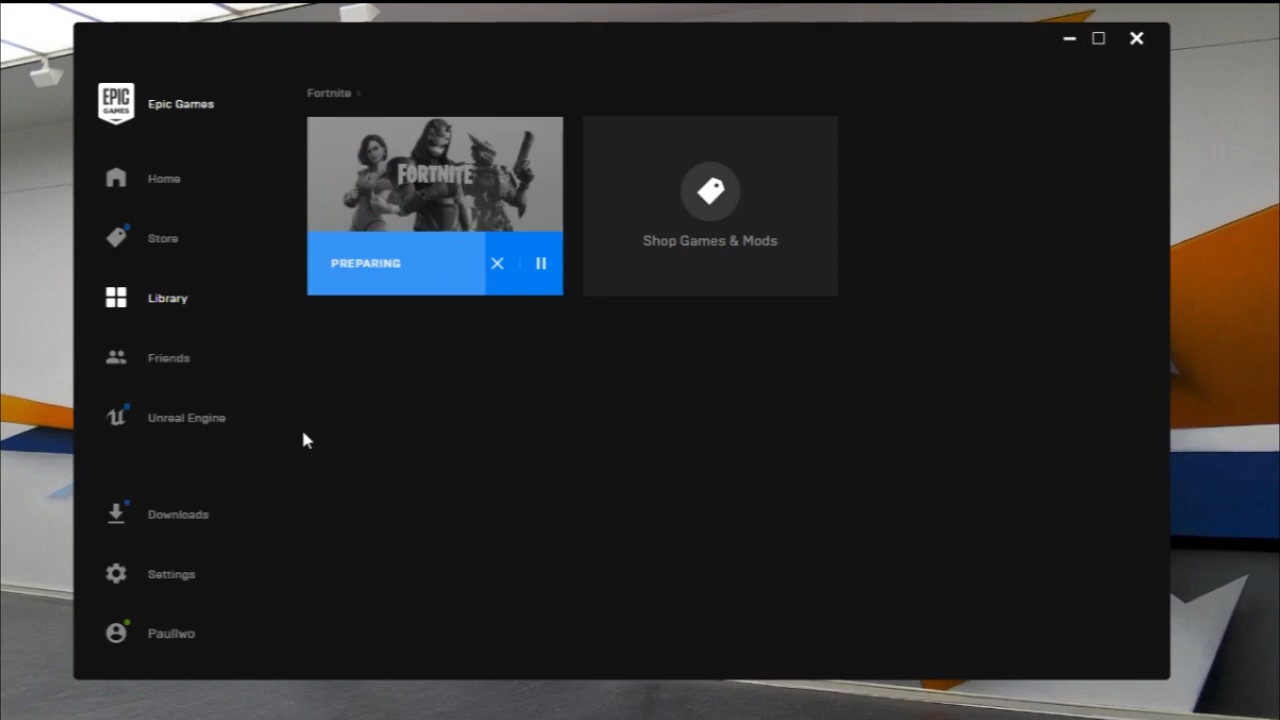 EPIC
GAMES
Epic Games
Home
Store
Library
Friends
Unreal Engine
Downloads
Settings
Paullwo
Fortnite >
FORTNITE
PREPARING
Shop Games & Mods